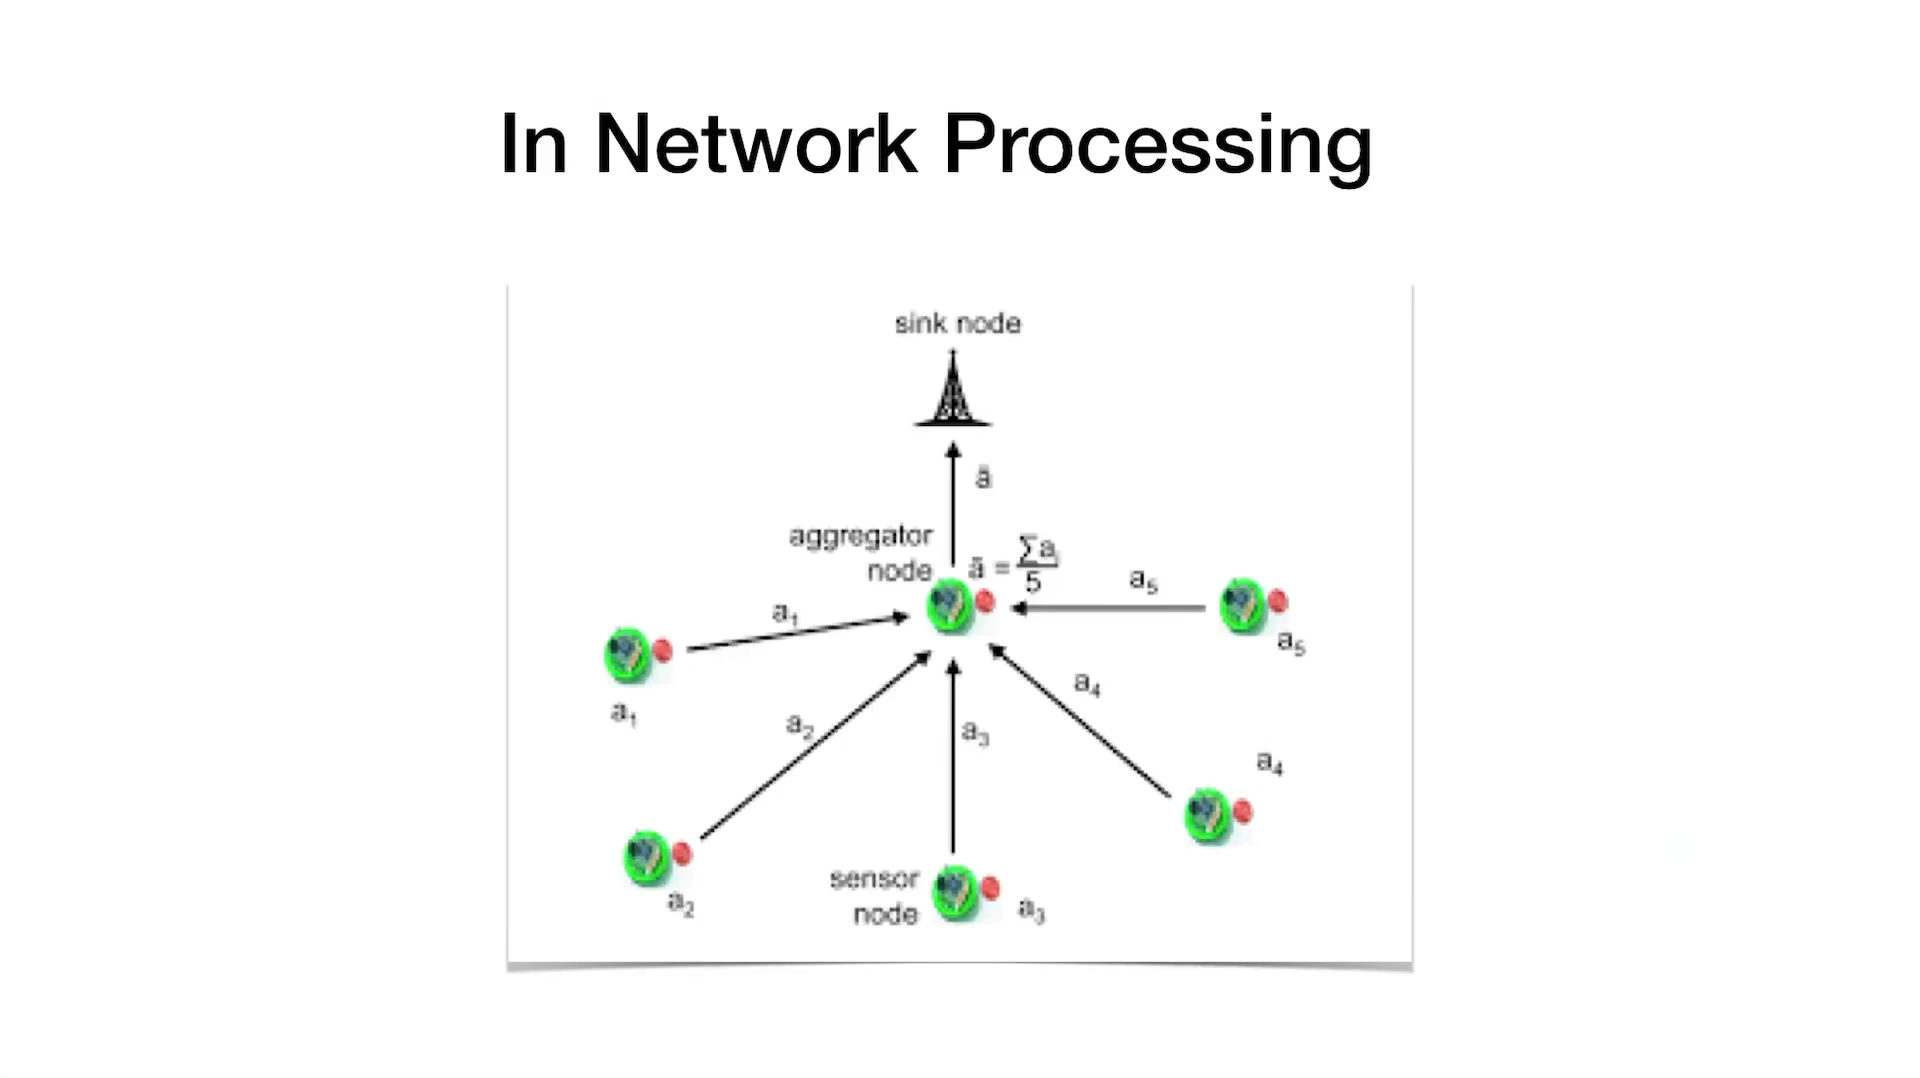 In Network Processing
sink node
ā
aggregator
node
ā = ∑aᵢ
5
a₅
a₁
a₅
a₁
a₂
a₃
a₄
a₄
a₂
sensor
node
a₃